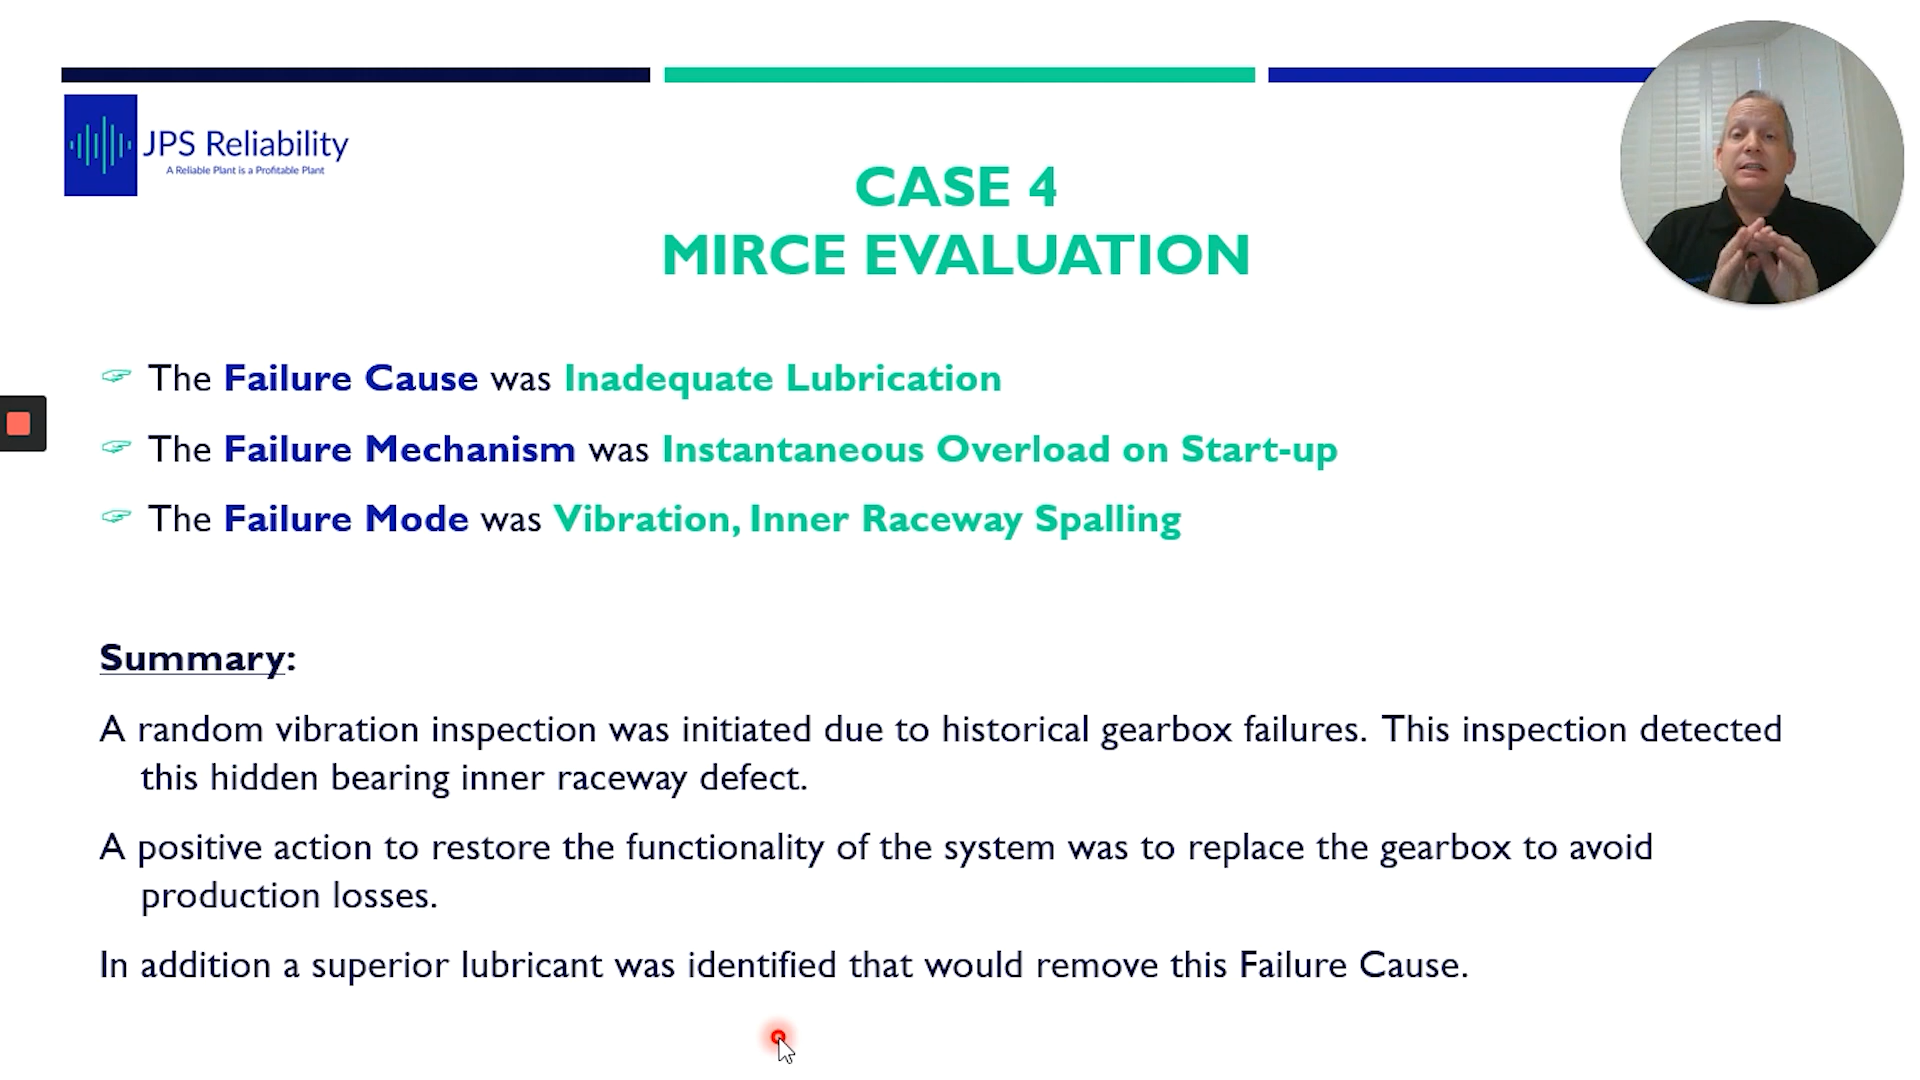 JPS Reliability
A Reliable Plant is a Profitable Plant
CASE 4
MIRCE EVALUATION
The Failure Cause was Inadequate Lubrication
The Failure Mechanism was Instantaneous Overload on Start-up
The Failure Mode was Vibration, Inner Raceway Spalling
Summary:
A random vibration inspection was initiated due to historical gearbox failures. This inspection detected
this hidden bearing inner raceway defect.
A positive action to restore the functionality of the system was to replace the gearbox to avoid
production losses.
In addition a superior lubricant was identified that would remove this Failure Cause.